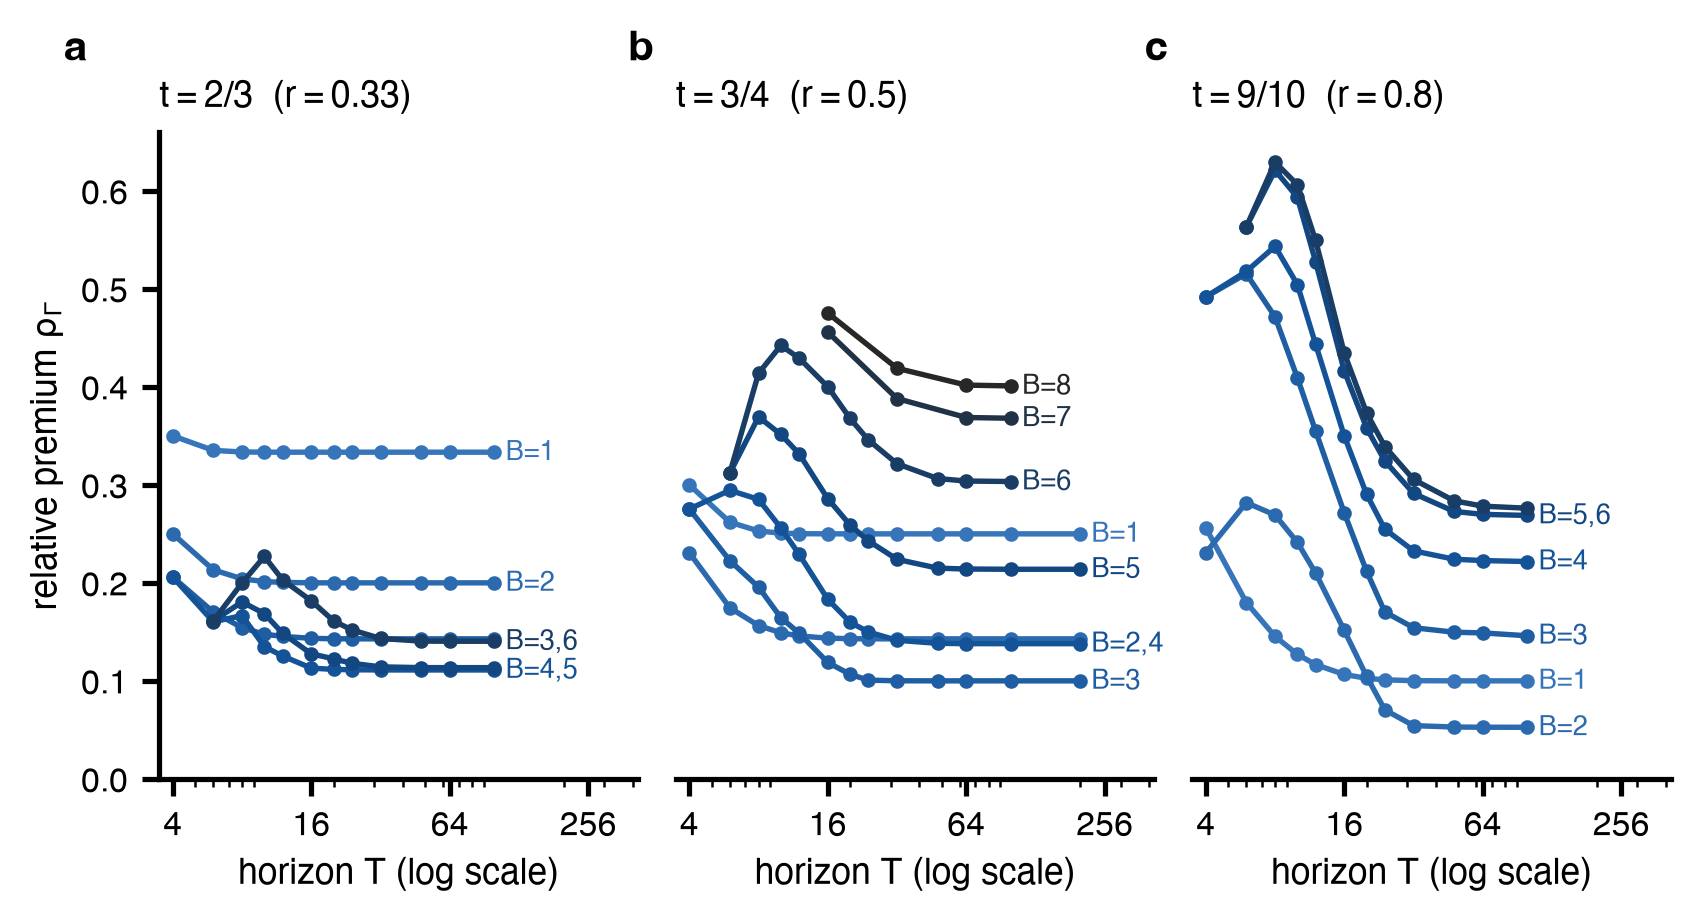 a
t = 2/3 (r = 0.33)
relative premium ρΓ
0.6
0.5
0.4
0.3
0.2
0.1
0.0
B=1
B=2
B=3,6
B=4,5
4 16 64 256
horizon T (log scale)
b
t = 3/4 (r = 0.5)
B=8
B=7
B=6
B=1
B=5
B=2,4
B=3
4 16 64 256
horizon T (log scale)
c
t = 9/10 (r = 0.8)
B=5,6
B=4
B=3
B=1
B=2
4 16 64 256
horizon T (log scale)